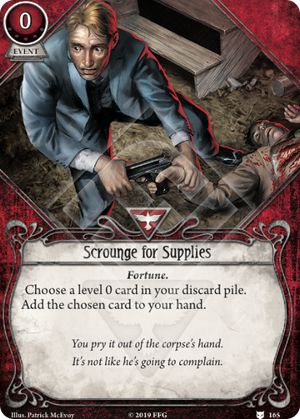 0
EVENT
Scrounge for Supplies
Fortune.
Choose a level 0 card in your discard pile.
Add the chosen card to your hand.
You pry it out of the corpse's hand.
It's not like he's going to complain.
Illus. Patrick McEvoy
© 2019 FFG
165